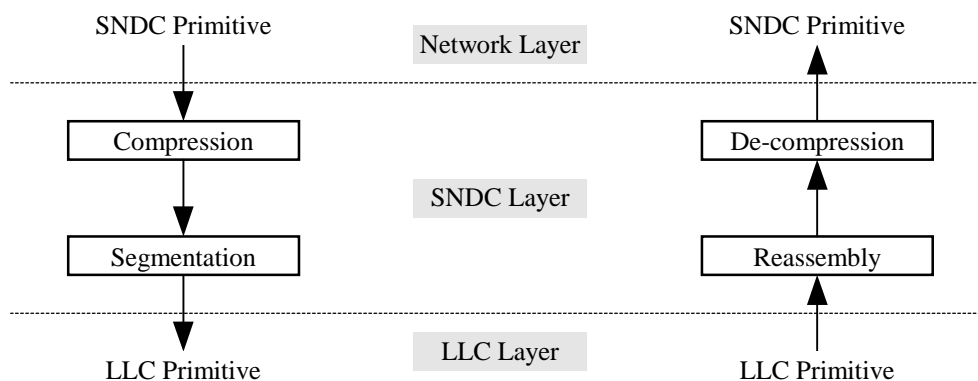 SNDC Primitive
Network Layer
SNDC Primitive
Compression
De-compression
SNDC Layer
Segmentation
Reassembly
LLC Primitive
LLC Layer
LLC Primitive